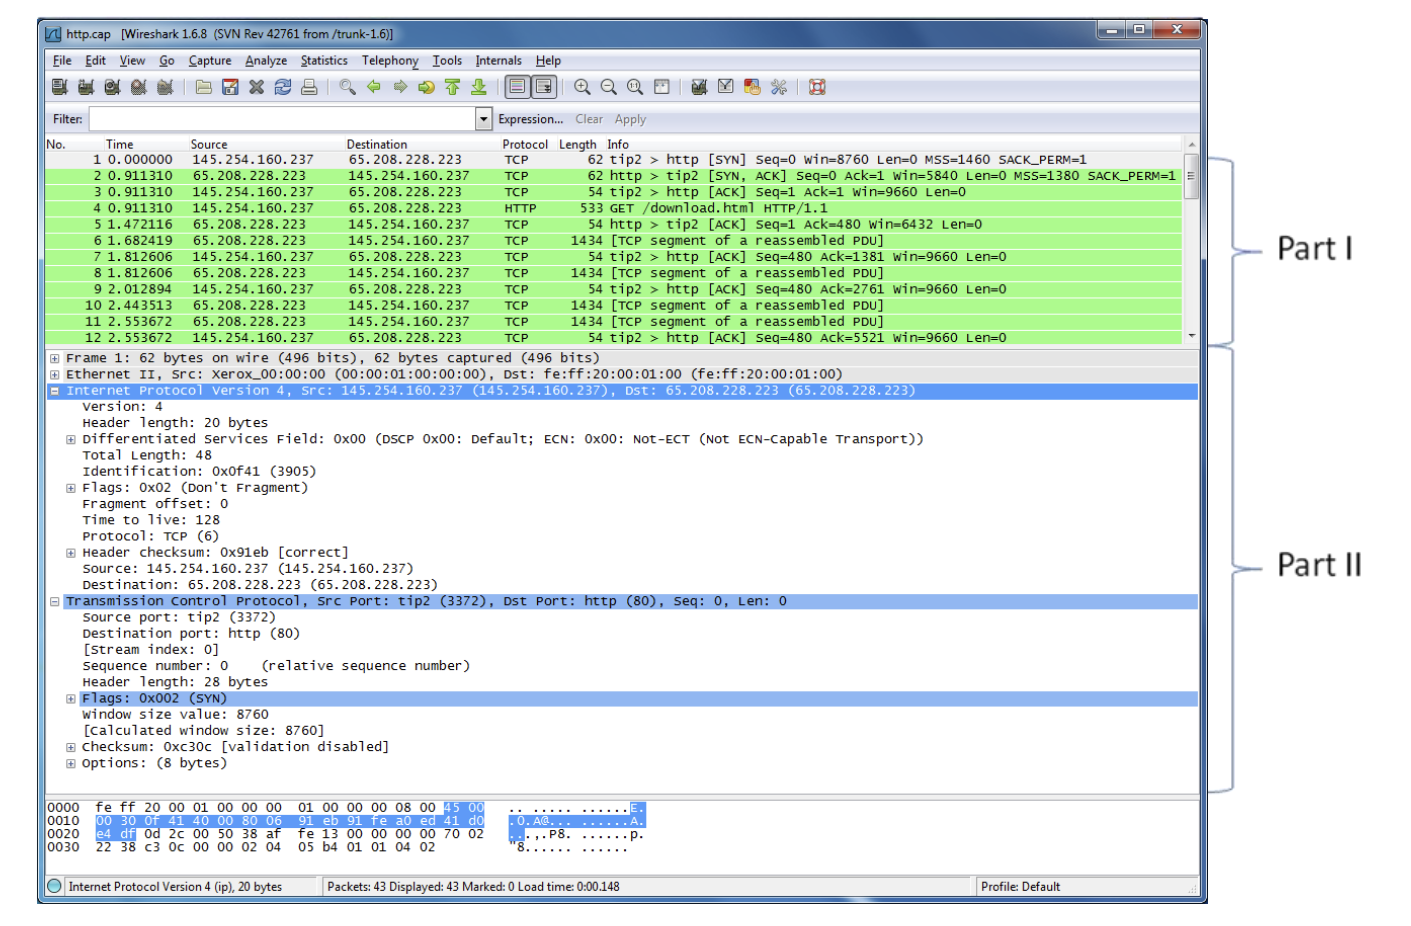 http.cap [Wireshark 1.6.8 (SVN Rev 42761 from /trunk-1.6)]
File Edit View Go Capture Analyze Statistics Telephony Tools Internals Help
Filter: Expression... Clear Apply
No. Time Source Destination Protocol Length Info
1 0.000000 145.254.160.237 65.208.228.223 TCP 62 tip2 > http [SYN] Seq=0 Win=8760 Len=0 MSS=1460 SACK_PERM=1
2 0.911310 65.208.228.223 145.254.160.237 TCP 62 http > tip2 [SYN, ACK] Seq=0 Ack=1 Win=5840 Len=0 MSS=1380 SACK_PERM=1
3 0.911310 145.254.160.237 65.208.228.223 TCP 54 tip2 > http [ACK] Seq=1 Ack=1 Win=9660 Len=0
4 0.911310 145.254.160.237 65.208.228.223 HTTP 533 GET /download.html HTTP/1.1
5 1.472116 65.208.228.223 145.254.160.237 TCP 54 http > tip2 [ACK] Seq=1 Ack=480 Win=6432 Len=0
6 1.682419 65.208.228.223 145.254.160.237 TCP 1434 [TCP segment of a reassembled PDU]
7 1.812606 145.254.160.237 65.208.228.223 TCP 54 tip2 > http [ACK] Seq=480 Ack=1381 Win=9660 Len=0
8 1.812606 65.208.228.223 145.254.160.237 TCP 1434 [TCP segment of a reassembled PDU]
9 2.012894 145.254.160.237 65.208.228.223 TCP 54 tip2 > http [ACK] Seq=480 Ack=2761 Win=9660 Len=0
10 2.443513 65.208.228.223 145.254.160.237 TCP 1434 [TCP segment of a reassembled PDU]
11 2.553672 65.208.228.223 145.254.160.237 TCP 1434 [TCP segment of a reassembled PDU]
12 2.553672 145.254.160.237 65.208.228.223 TCP 54 tip2 > http [ACK] Seq=480 Ack=5521 Win=9660 Len=0
Part I
Frame 1: 62 bytes on wire (496 bits), 62 bytes captured (496 bits)
Ethernet II, Src: Xerox_00:00:00 (00:00:01:00:00:00), Dst: fe:ff:20:00:01:00 (fe:ff:20:00:01:00)
Internet Protocol Version 4, Src: 145.254.160.237 (145.254.160.237), Dst: 65.208.228.223 (65.208.228.223)
Version: 4
Header length: 20 bytes
Differentiated Services Field: 0x00 (DSCP 0x00: Default; ECN: 0x00: Not-ECT (Not ECN-Capable Transport))
Total Length: 48
Identification: 0x0f41 (3905)
Flags: 0x02 (Don't Fragment)
Fragment offset: 0
Time to live: 128
Protocol: TCP (6)
Header checksum: 0x91eb [correct]
Source: 145.254.160.237 (145.254.160.237)
Destination: 65.208.228.223 (65.208.228.223)
Transmission Control Protocol, Src Port: tip2 (3372), Dst Port: http (80), Seq: 0, Len: 0
Source port: tip2 (3372)
Destination port: http (80)
[Stream index: 0]
Sequence number: 0 (relative sequence number)
Header length: 28 bytes
Flags: 0x002 (SYN)
Window size value: 8760
[Calculated window size: 8760]
Checksum: 0xc30c [validation disabled]
Options: (8 bytes)
Part II
0000 fe ff 20 00 01 00 00 00 01 00 00 00 08 00 45 00 .. ..... ......E.
0010 00 30 0f 41 40 00 80 06 91 eb 91 fe a0 ed 41 d0 .0.A@... ......A.
0020 e4 df 0d 2c 00 50 38 af fe 13 00 00 00 00 70 02 ...,.P8. ......p.
0030 22 38 c3 0c 00 00 02 04 05 b4 01 01 04 02 "8...... ......
Internet Protocol Version 4 (ip), 20 bytes Packets: 43 Displayed: 43 Marked: 0 Load time: 0:00.148 Profile: Default